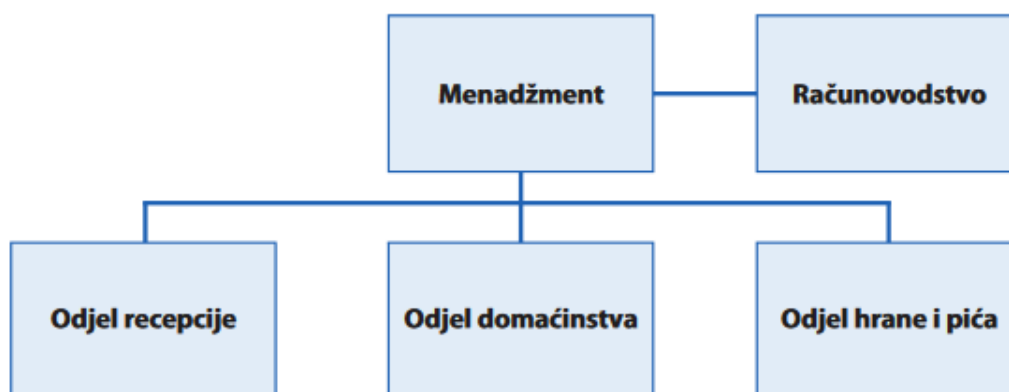 Menadžment
Računovodstvo
Odjel recepcije
Odjel domaćinstva
Odjel hrane i pića